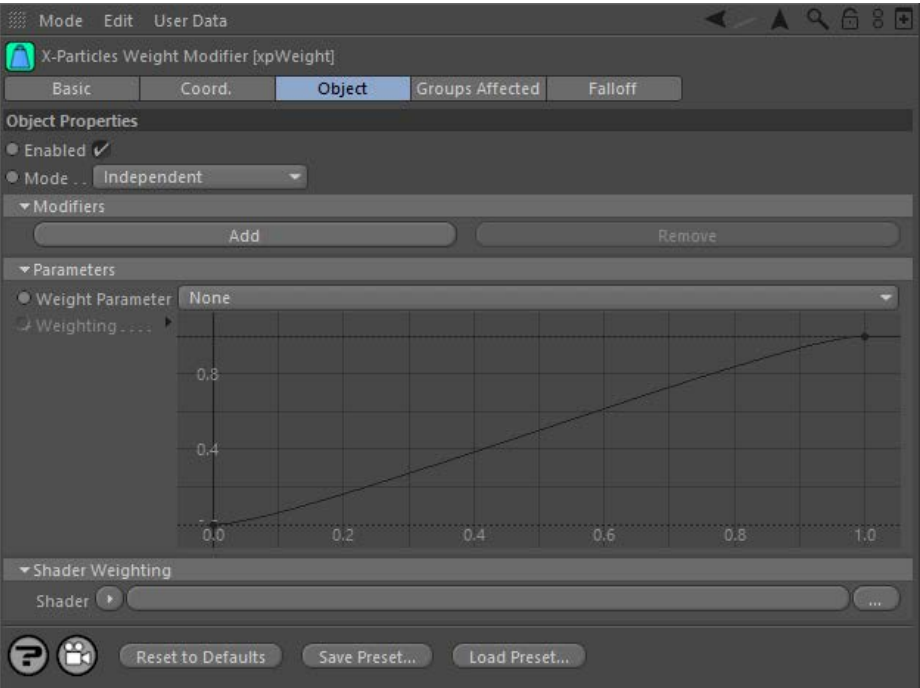 Mode Edit User Data
X-Particles Weight Modifier [xpWeight]
Basic Coord. Object Groups Affected Falloff
Object Properties
Enabled
Mode . . Independent
Modifiers
Add Remove
Parameters
Weight Parameter None
Weighting . . . .
0.8
0.4
0.0 0.2 0.4 0.6 0.8 1.0
Shader Weighting
Shader ...
Reset to Defaults Save Preset... Load Preset...